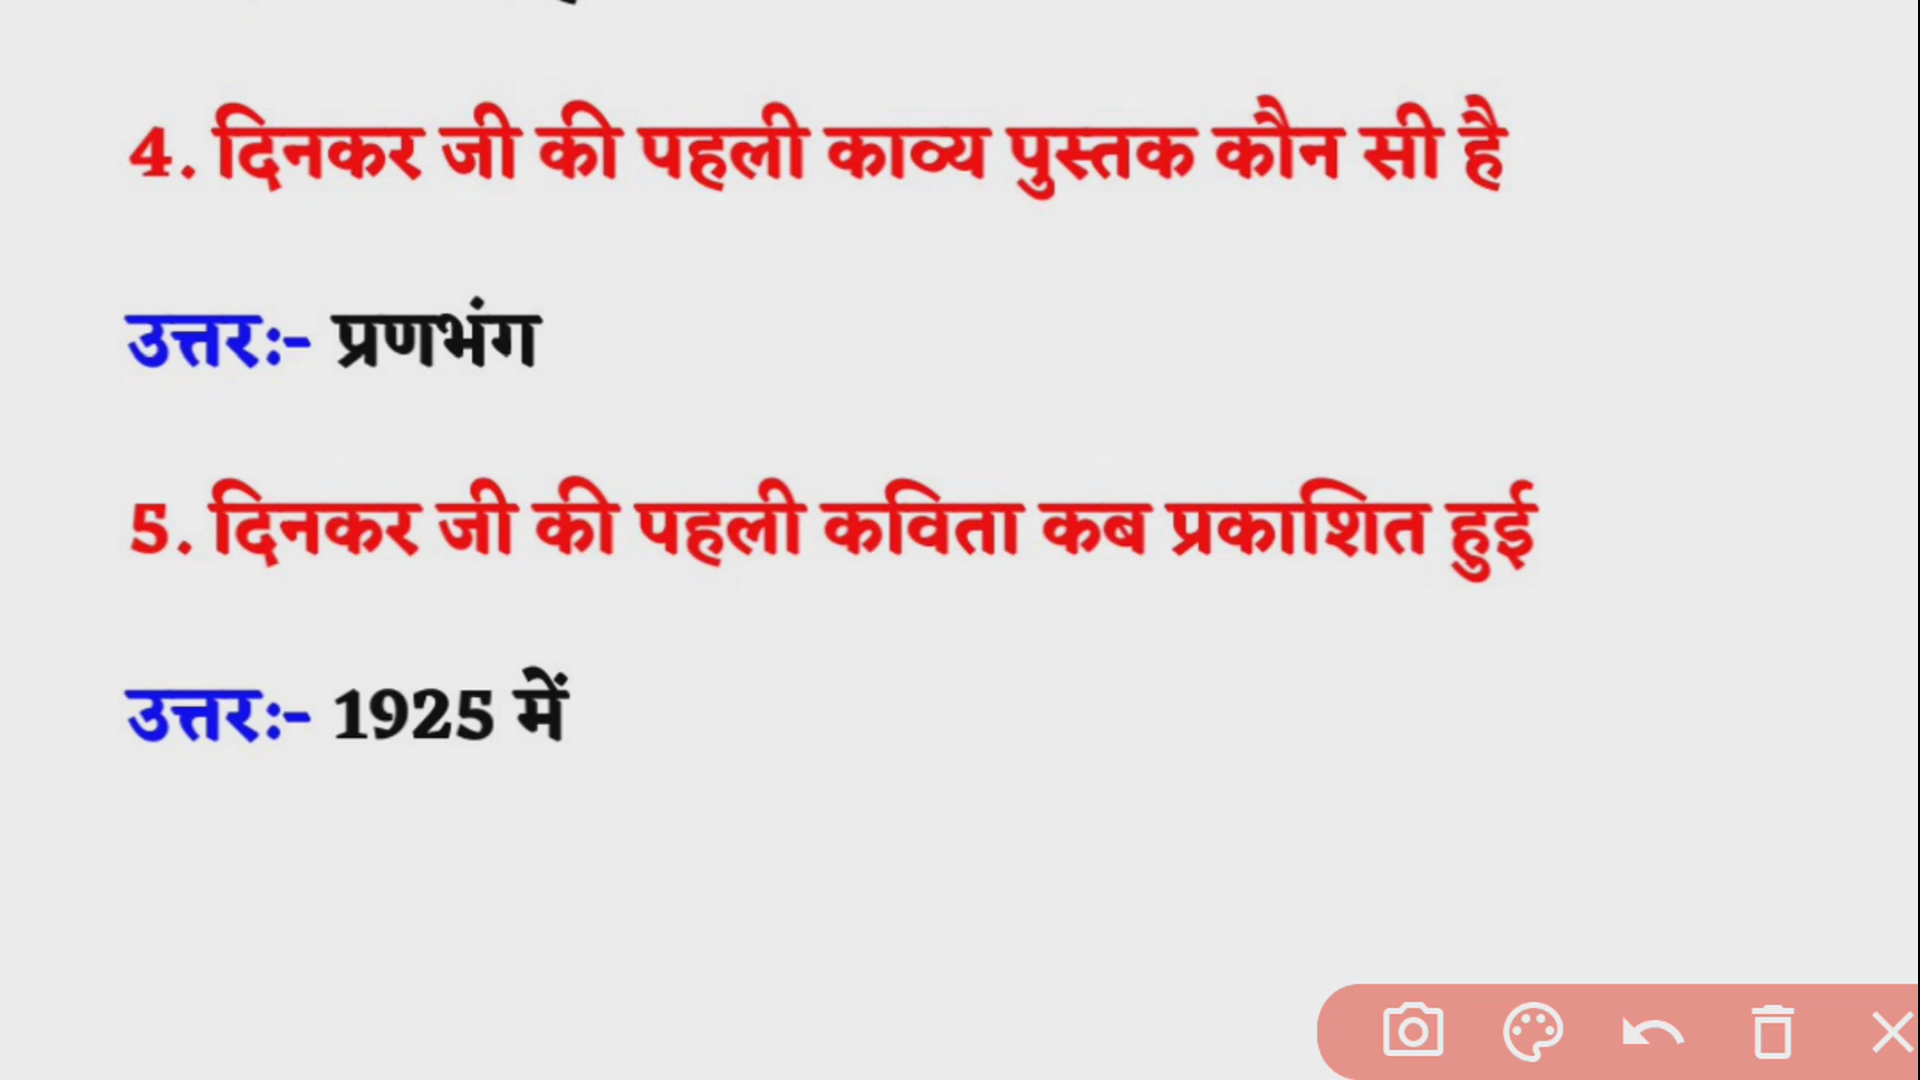 4. दिनकर जी की पहली काव्य पुस्तक कौन सी है
उत्तरः- प्रणभंग
5. दिनकर जी की पहली कविता कब प्रकाशित हुई
उत्तरः- 1925 में